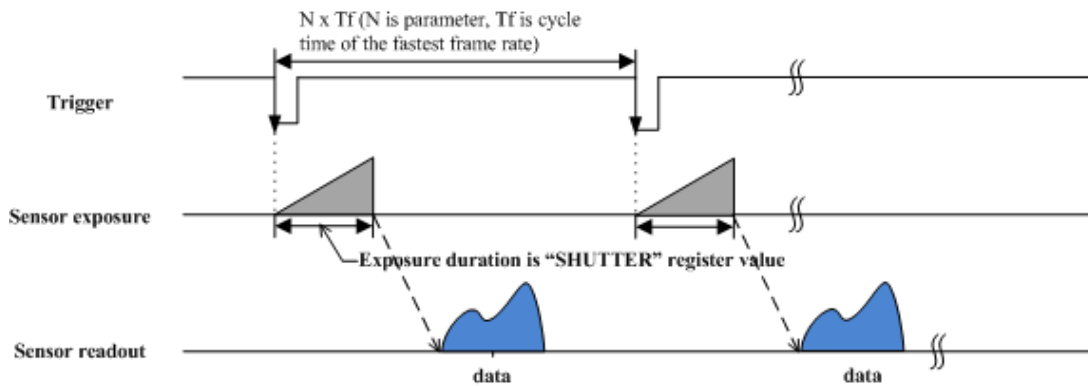 N x Tf (N is parameter, Tf is cycle
time of the fastest frame rate)
Trigger
Sensor exposure
Exposure duration is “SHUTTER” register value
Sensor readout
data
data